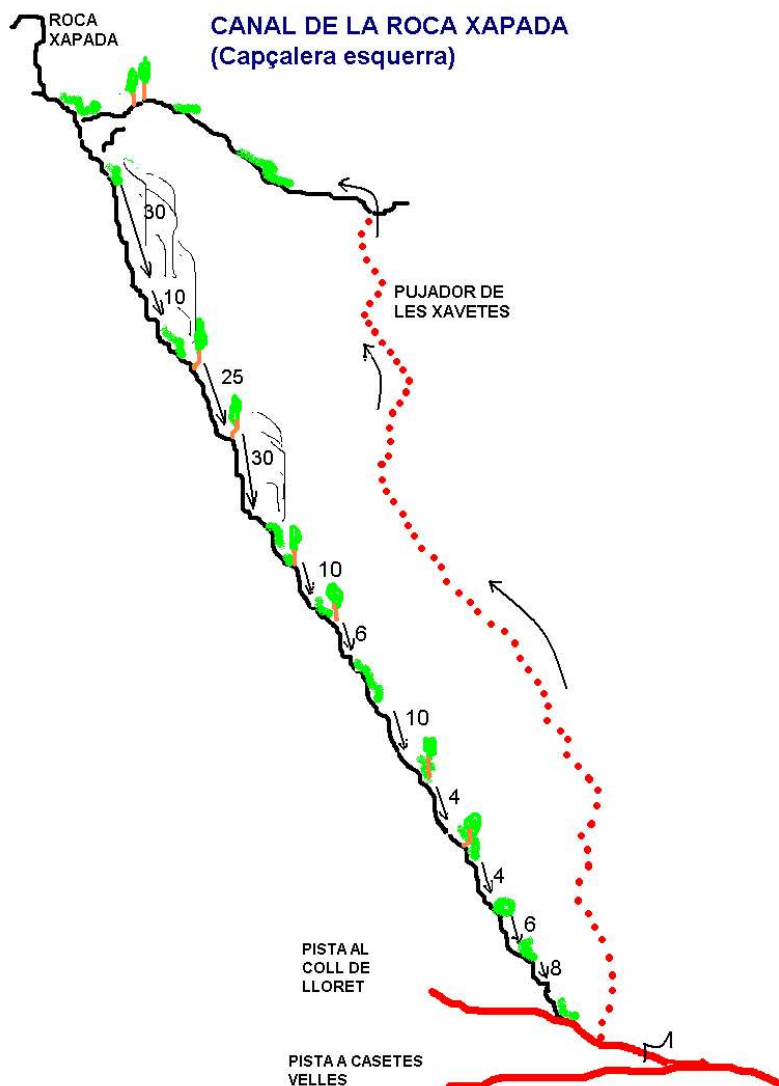 ROCA
XAPADA
CANAL DE LA ROCA XAPADA
(Capçalera esquerra)
30
10
PUJADOR DE
LES XAVETES
25
30
10
6
10
4
4
6
8
PISTA AL
COLL DE
LLORET
PISTA A CASETES
VELLES